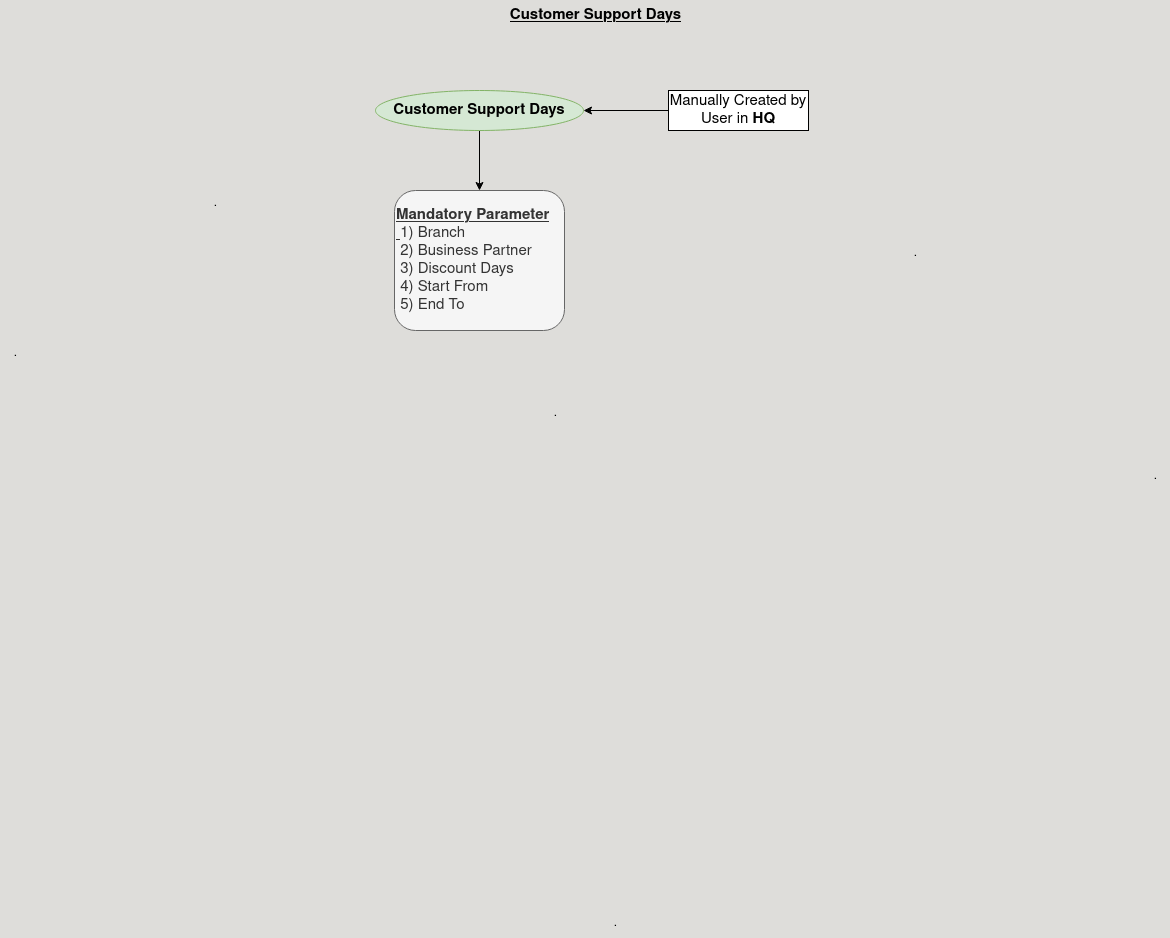 Customer Support Days
Customer Support Days
Manually Created by
User in HQ
Mandatory Parameter
1) Branch
2) Business Partner
3) Discount Days
4) Start From
5) End To